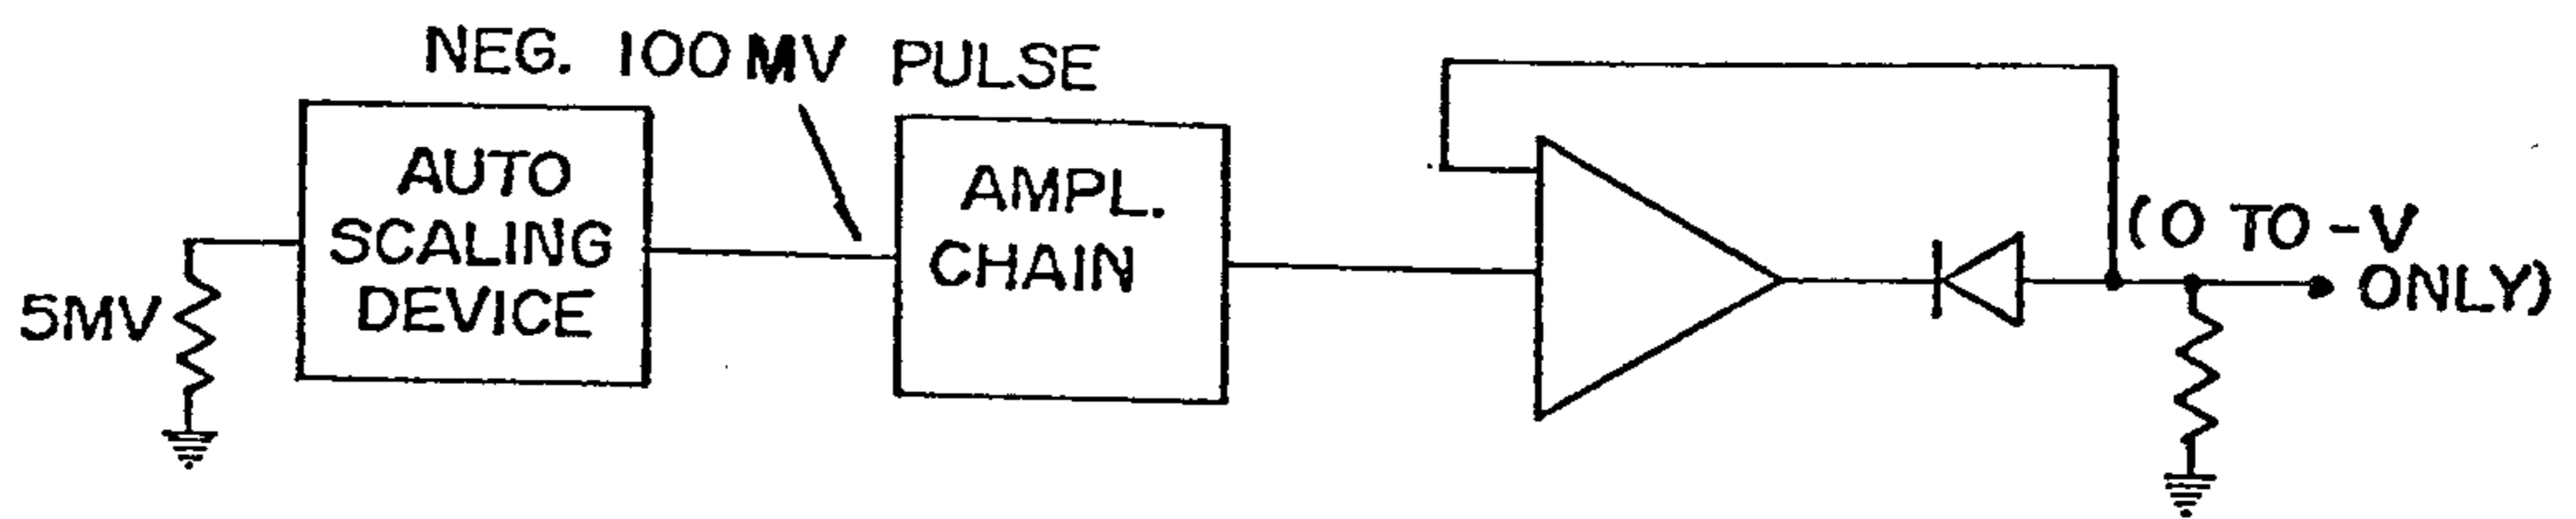 NEG. 100 MV PULSE
AUTO
SCALING
DEVICE
5MV
AMPL.
CHAIN
(0 TO -V
ONLY)